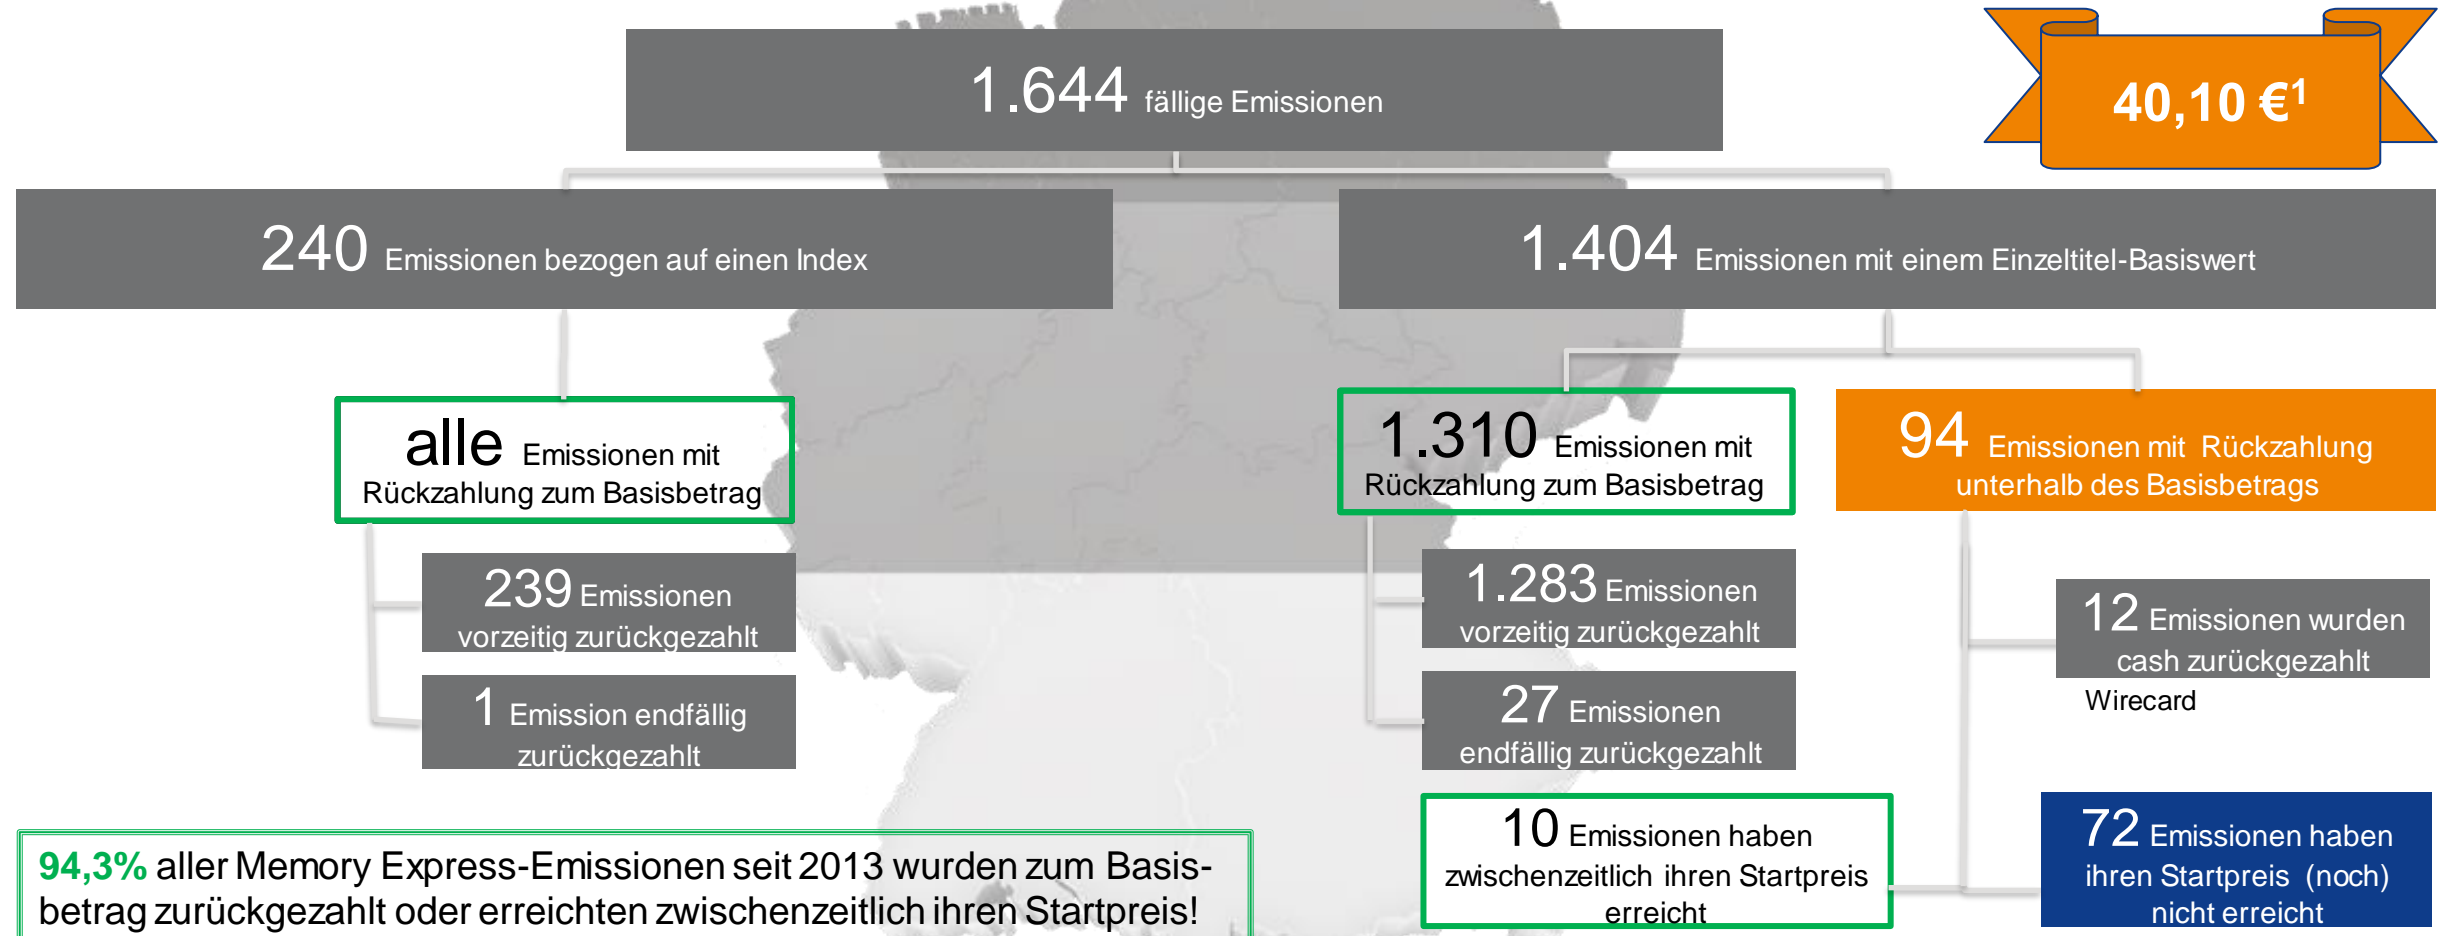 1.644 fällige Emissionen
40,10 €¹
240 Emissionen bezogen auf einen Index
1.404 Emissionen mit einem Einzeltitel-Basiswert
alle Emissionen mit
Rückzahlung zum Basisbetrag
1.310 Emissionen mit
Rückzahlung zum Basisbetrag
94 Emissionen mit Rückzahlung
unterhalb des Basisbetrags
239 Emissionen
vorzeitig zurückgezahlt
1 Emission endfällig
zurückgezahlt
1.283 Emissionen
vorzeitig zurückgezahlt
27 Emissionen
endfällig zurückgezahlt
12 Emissionen wurden
cash zurückgezahlt
Wirecard
10 Emissionen haben
zwischenzeitlich ihren Startpreis
erreicht
72 Emissionen haben
ihren Startpreis (noch)
nicht erreicht
94,3% aller Memory Express-Emissionen seit 2013 wurden zum Basis-
betrag zurückgezahlt oder erreichten zwischenzeitlich ihren Startpreis!